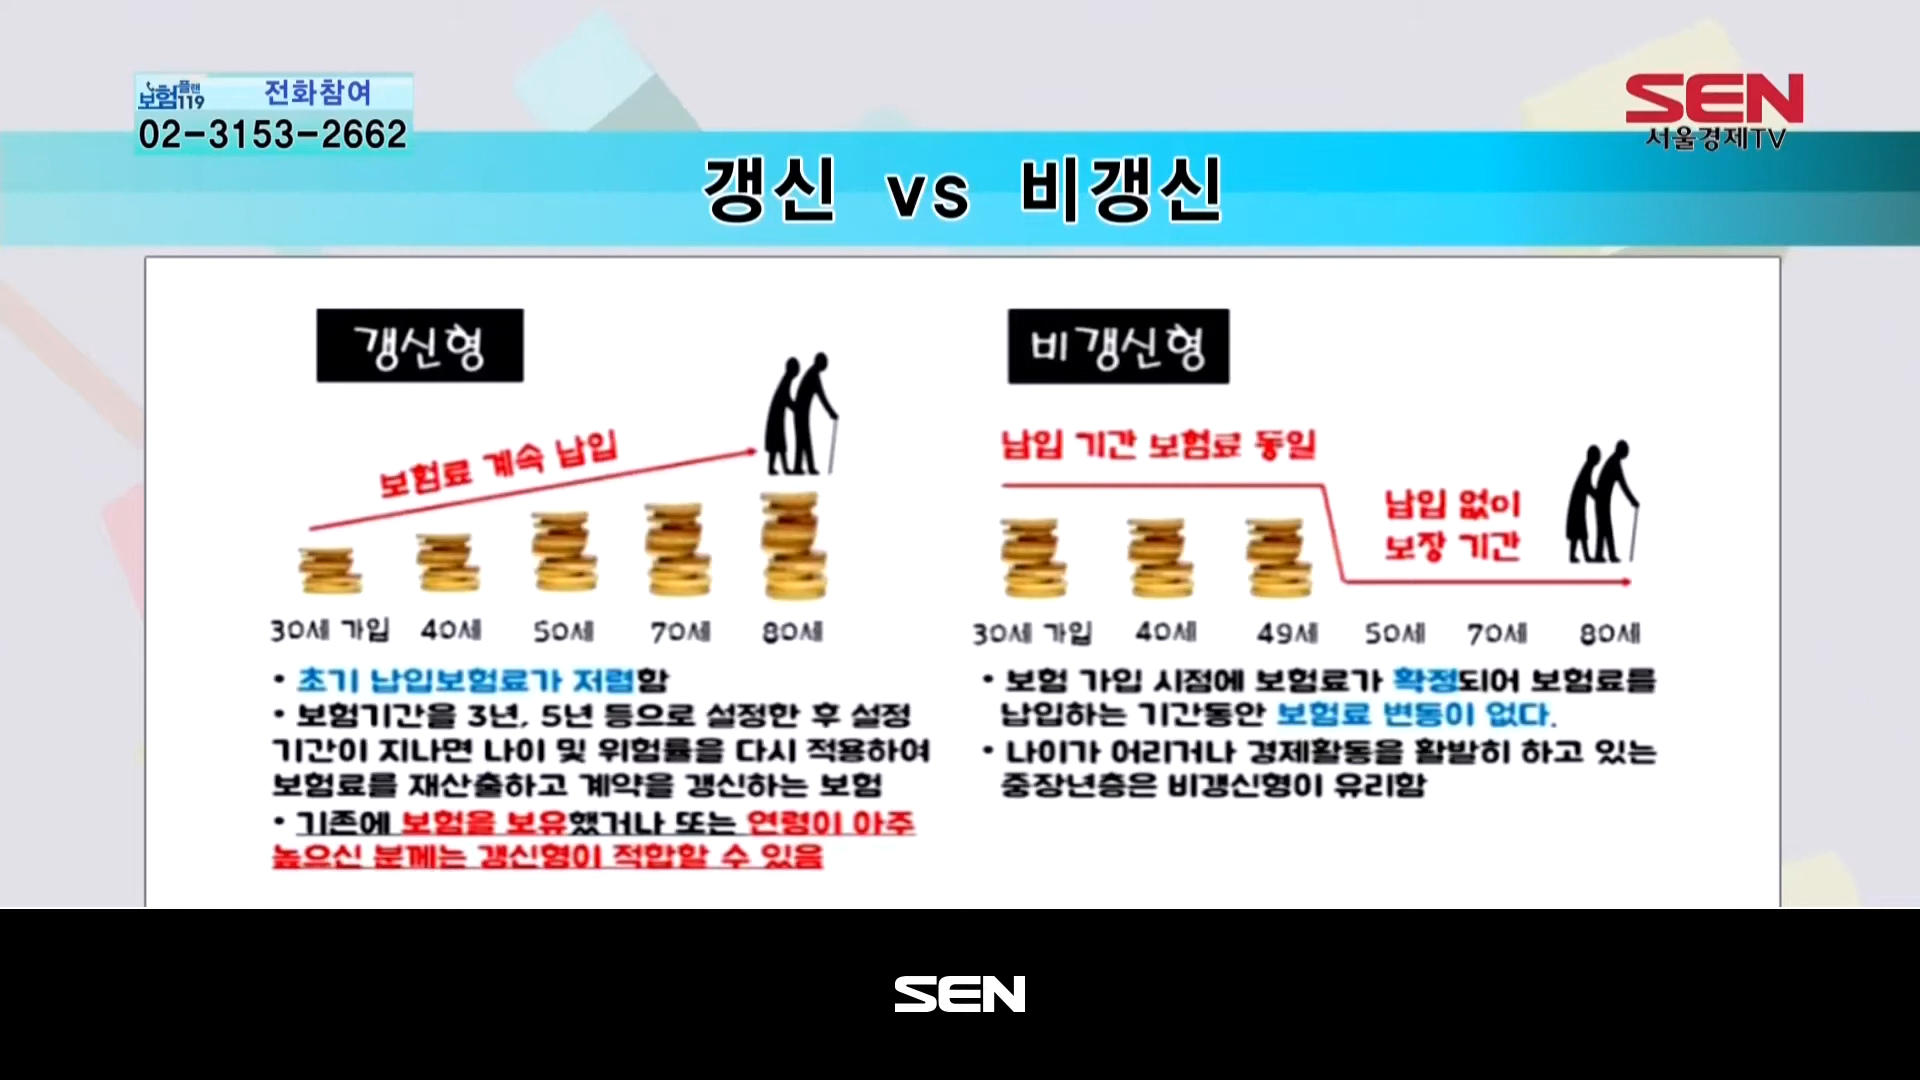 보험플랜119 전화참여
02-3153-2662
SEN
서울경제TV
갱신 vs 비갱신
갱신형
보험료 계속 납입
30세 가입 40세 50세 70세 80세
• 초기 납입보험료가 저렴함
• 보험기간을 3년, 5년 등으로 설정한 후 설정
기간이 지나면 나이 및 위험률을 다시 적용하여
보험료를 재산출하고 계약을 갱신하는 보험
• 기존에 보험을 보유했거나 또는 연령이 아주
높으신 분께는 갱신형이 적합할 수 있음
비갱신형
납입 기간 보험료 동일
납입 없이
보장 기간
30세 가입 40세 49세 50세 70세 80세
• 보험 가입 시점에 보험료가 확정되어 보험료를
납입하는 기간동안 보험료 변동이 없다.
• 나이가 어리거나 경제활동을 활발히 하고 있는
중장년층은 비갱신형이 유리함
SEN